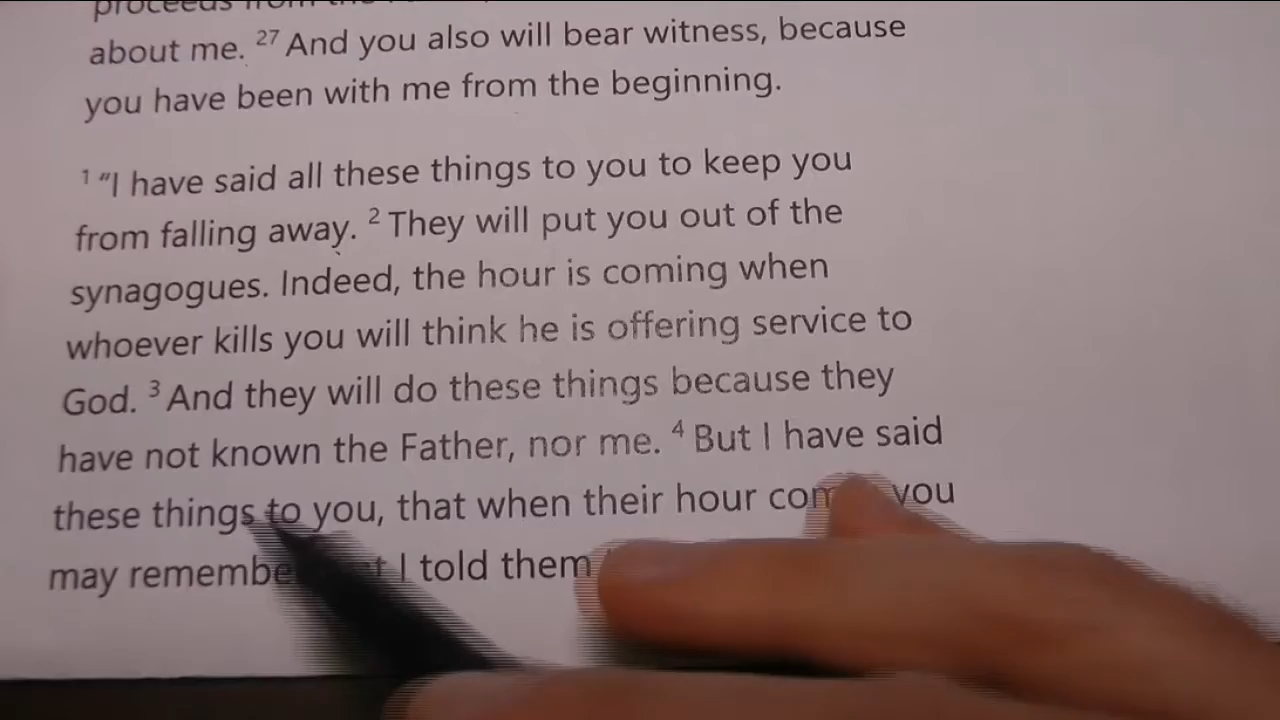 proceeds from the
about me. 27 And you also will bear witness, because
you have been with me from the beginning.
1 “I have said all these things to you to keep you
from falling away. 2 They will put you out of the
synagogues. Indeed, the hour is coming when
whoever kills you will think he is offering service to
God. 3 And they will do these things because they
have not known the Father, nor me. 4 But I have said
these things to you, that when their hour you
may I told them